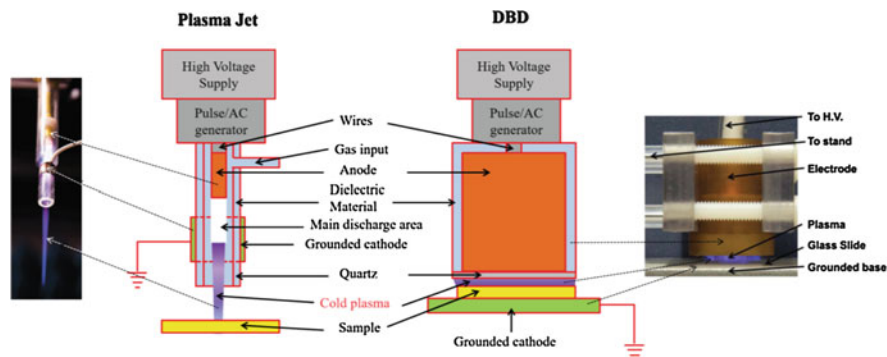 Plasma Jet
DBD
High Voltage
Supply
High Voltage
Supply
Pulse/AC
generator
Pulse/AC
generator
Wires
Gas input
Anode
Dielectric
Material
Main discharge area
Grounded cathode
Quartz
Cold plasma
Sample
Grounded cathode
To H.V.
To stand
Electrode
Plasma
Glass Slide
Grounded base